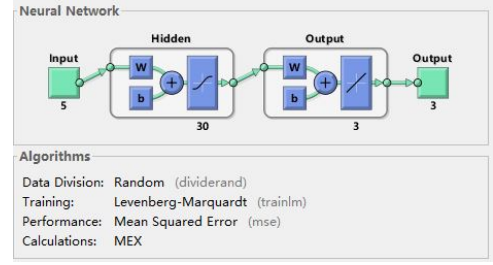 Neural Network
Hidden
Output
Input
Output
W
W
b
b
5
3
30
3
Algorithms
Data Division: Random (dividerand)
Training: Levenberg-Marquardt (trainlm)
Performance: Mean Squared Error (mse)
Calculations: MEX